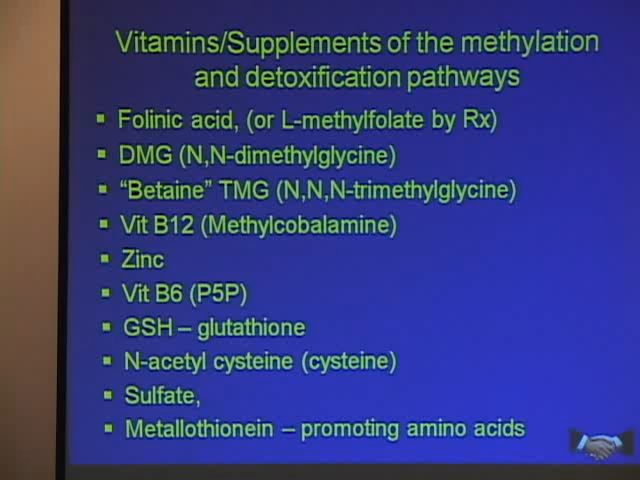 Vitamins/Supplements of the methylation
and detoxification pathways
▪ Folinic acid, (or L-methylfolate by Rx)
▪ DMG (N,N-dimethylglycine)
▪ “Betaine” TMG (N,N,N-trimethylglycine)
▪ Vit B12 (Methylcobalamine)
▪ Zinc
▪ Vit B6 (P5P)
▪ GSH – glutathione
▪ N-acetyl cysteine (cysteine)
▪ Sulfate,
▪ Metallothionein – promoting amino acids